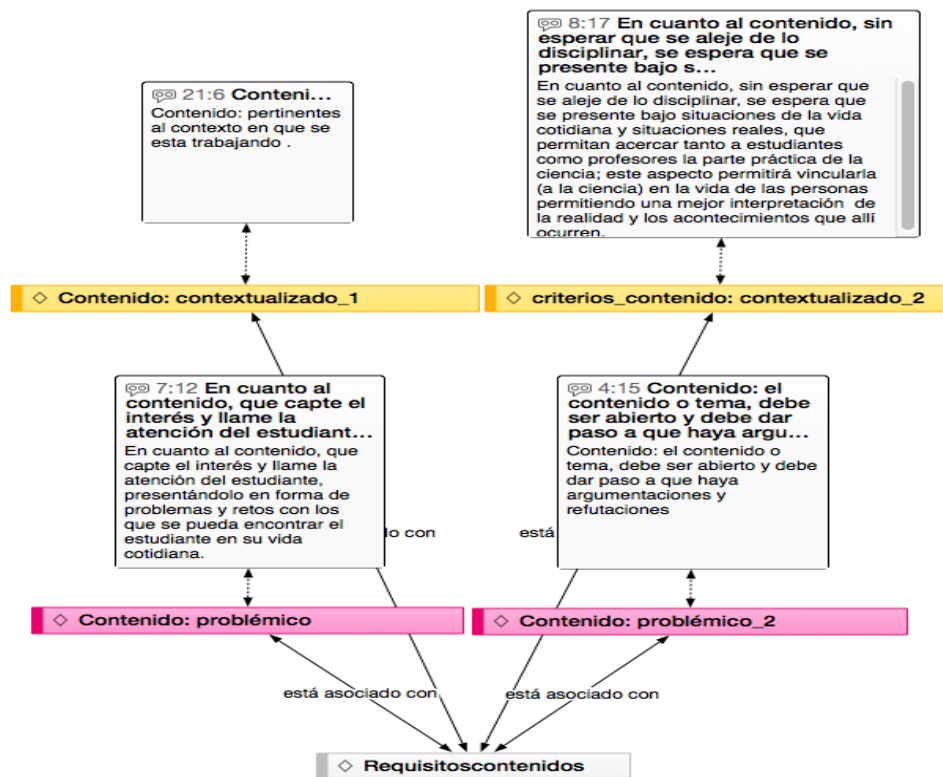 8:17 En cuanto al contenido, sin
esperar que se aleje de lo
disciplinar, se espera que se
presente bajo s...
En cuanto al contenido, sin esperar que
se aleje de lo disciplinar, se espera que
se presente bajo situaciones de la vida
cotidiana y situaciones reales, que
permitan acercar tanto a estudiantes
como profesores la parte práctica de la
ciencia; este aspecto permitirá vincularla
(a la ciencia) en la vida de las personas
permitiendo una mejor interpretación de
la realidad y los acontecimientos que allí
ocurren.
21:6 Conteni...
Contenido: pertinentes
al contexto en que se
esta trabajando .
Contenido: contextualizado_1
criterios_contenido: contextualizado_2
7:12 En cuanto al
contenido, que capte el
interés y llame la
atención del estudiant...
En cuanto al contenido, que
capte el interés y llame la
atención del estudiante,
presentándolo en forma de
problemas y retos con los
que se pueda encontrar el
estudiante en su vida
cotidiana.
4:15 Contenido: el
contenido o tema, debe
ser abierto y debe dar
paso a que haya argu...
Contenido: el contenido o
tema, debe ser abierto y debe
dar paso a que haya
argumentaciones y
refutaciones
con
está
Contenido: problémico
Contenido: problémico_2
está asociado con
está asociado con
Requisitoscontenidos